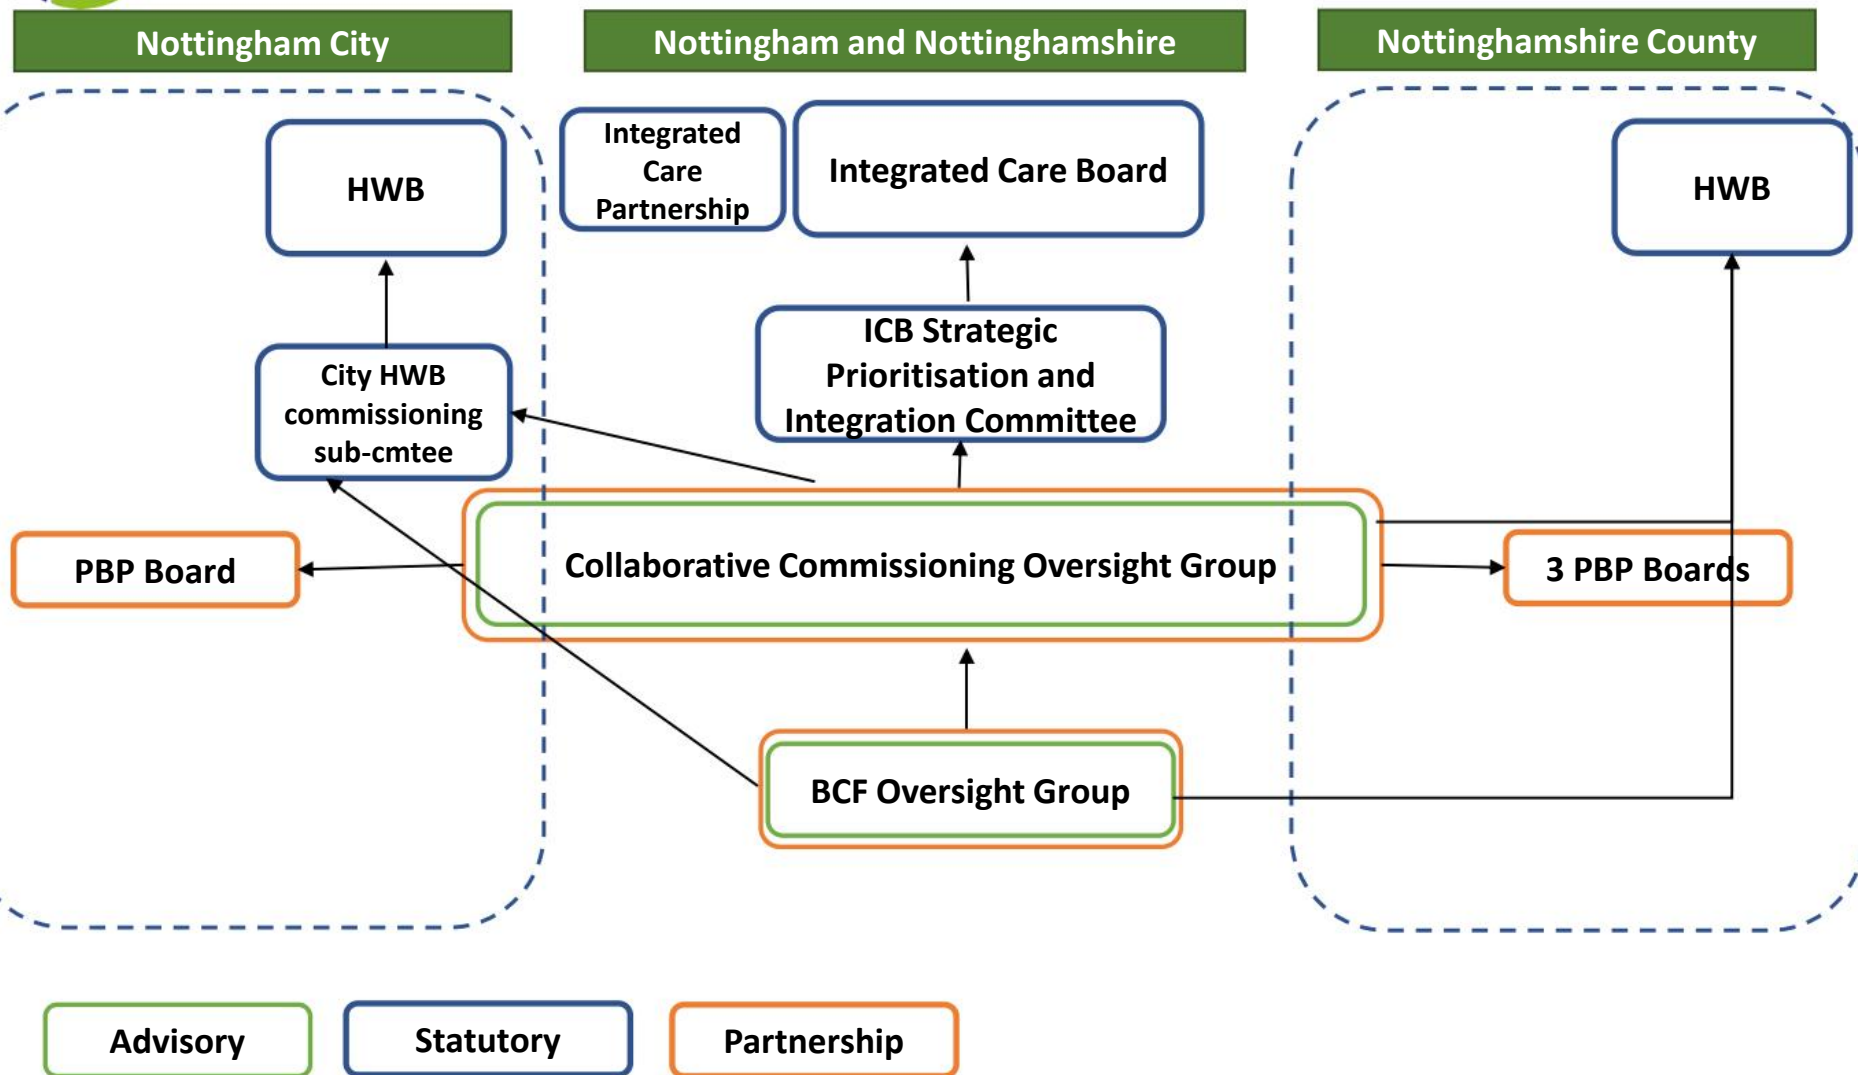 Nottingham City
Nottingham and Nottinghamshire
Nottinghamshire County
HWB
Integrated
Care
Partnership
Integrated Care Board
HWB
ICB Strategic
Prioritisation and
Integration Committee
City HWB
commissioning
sub-cmtee
PBP Board
Collaborative Commissioning Oversight Group
3 PBP Boards
BCF Oversight Group
Advisory
Statutory
Partnership